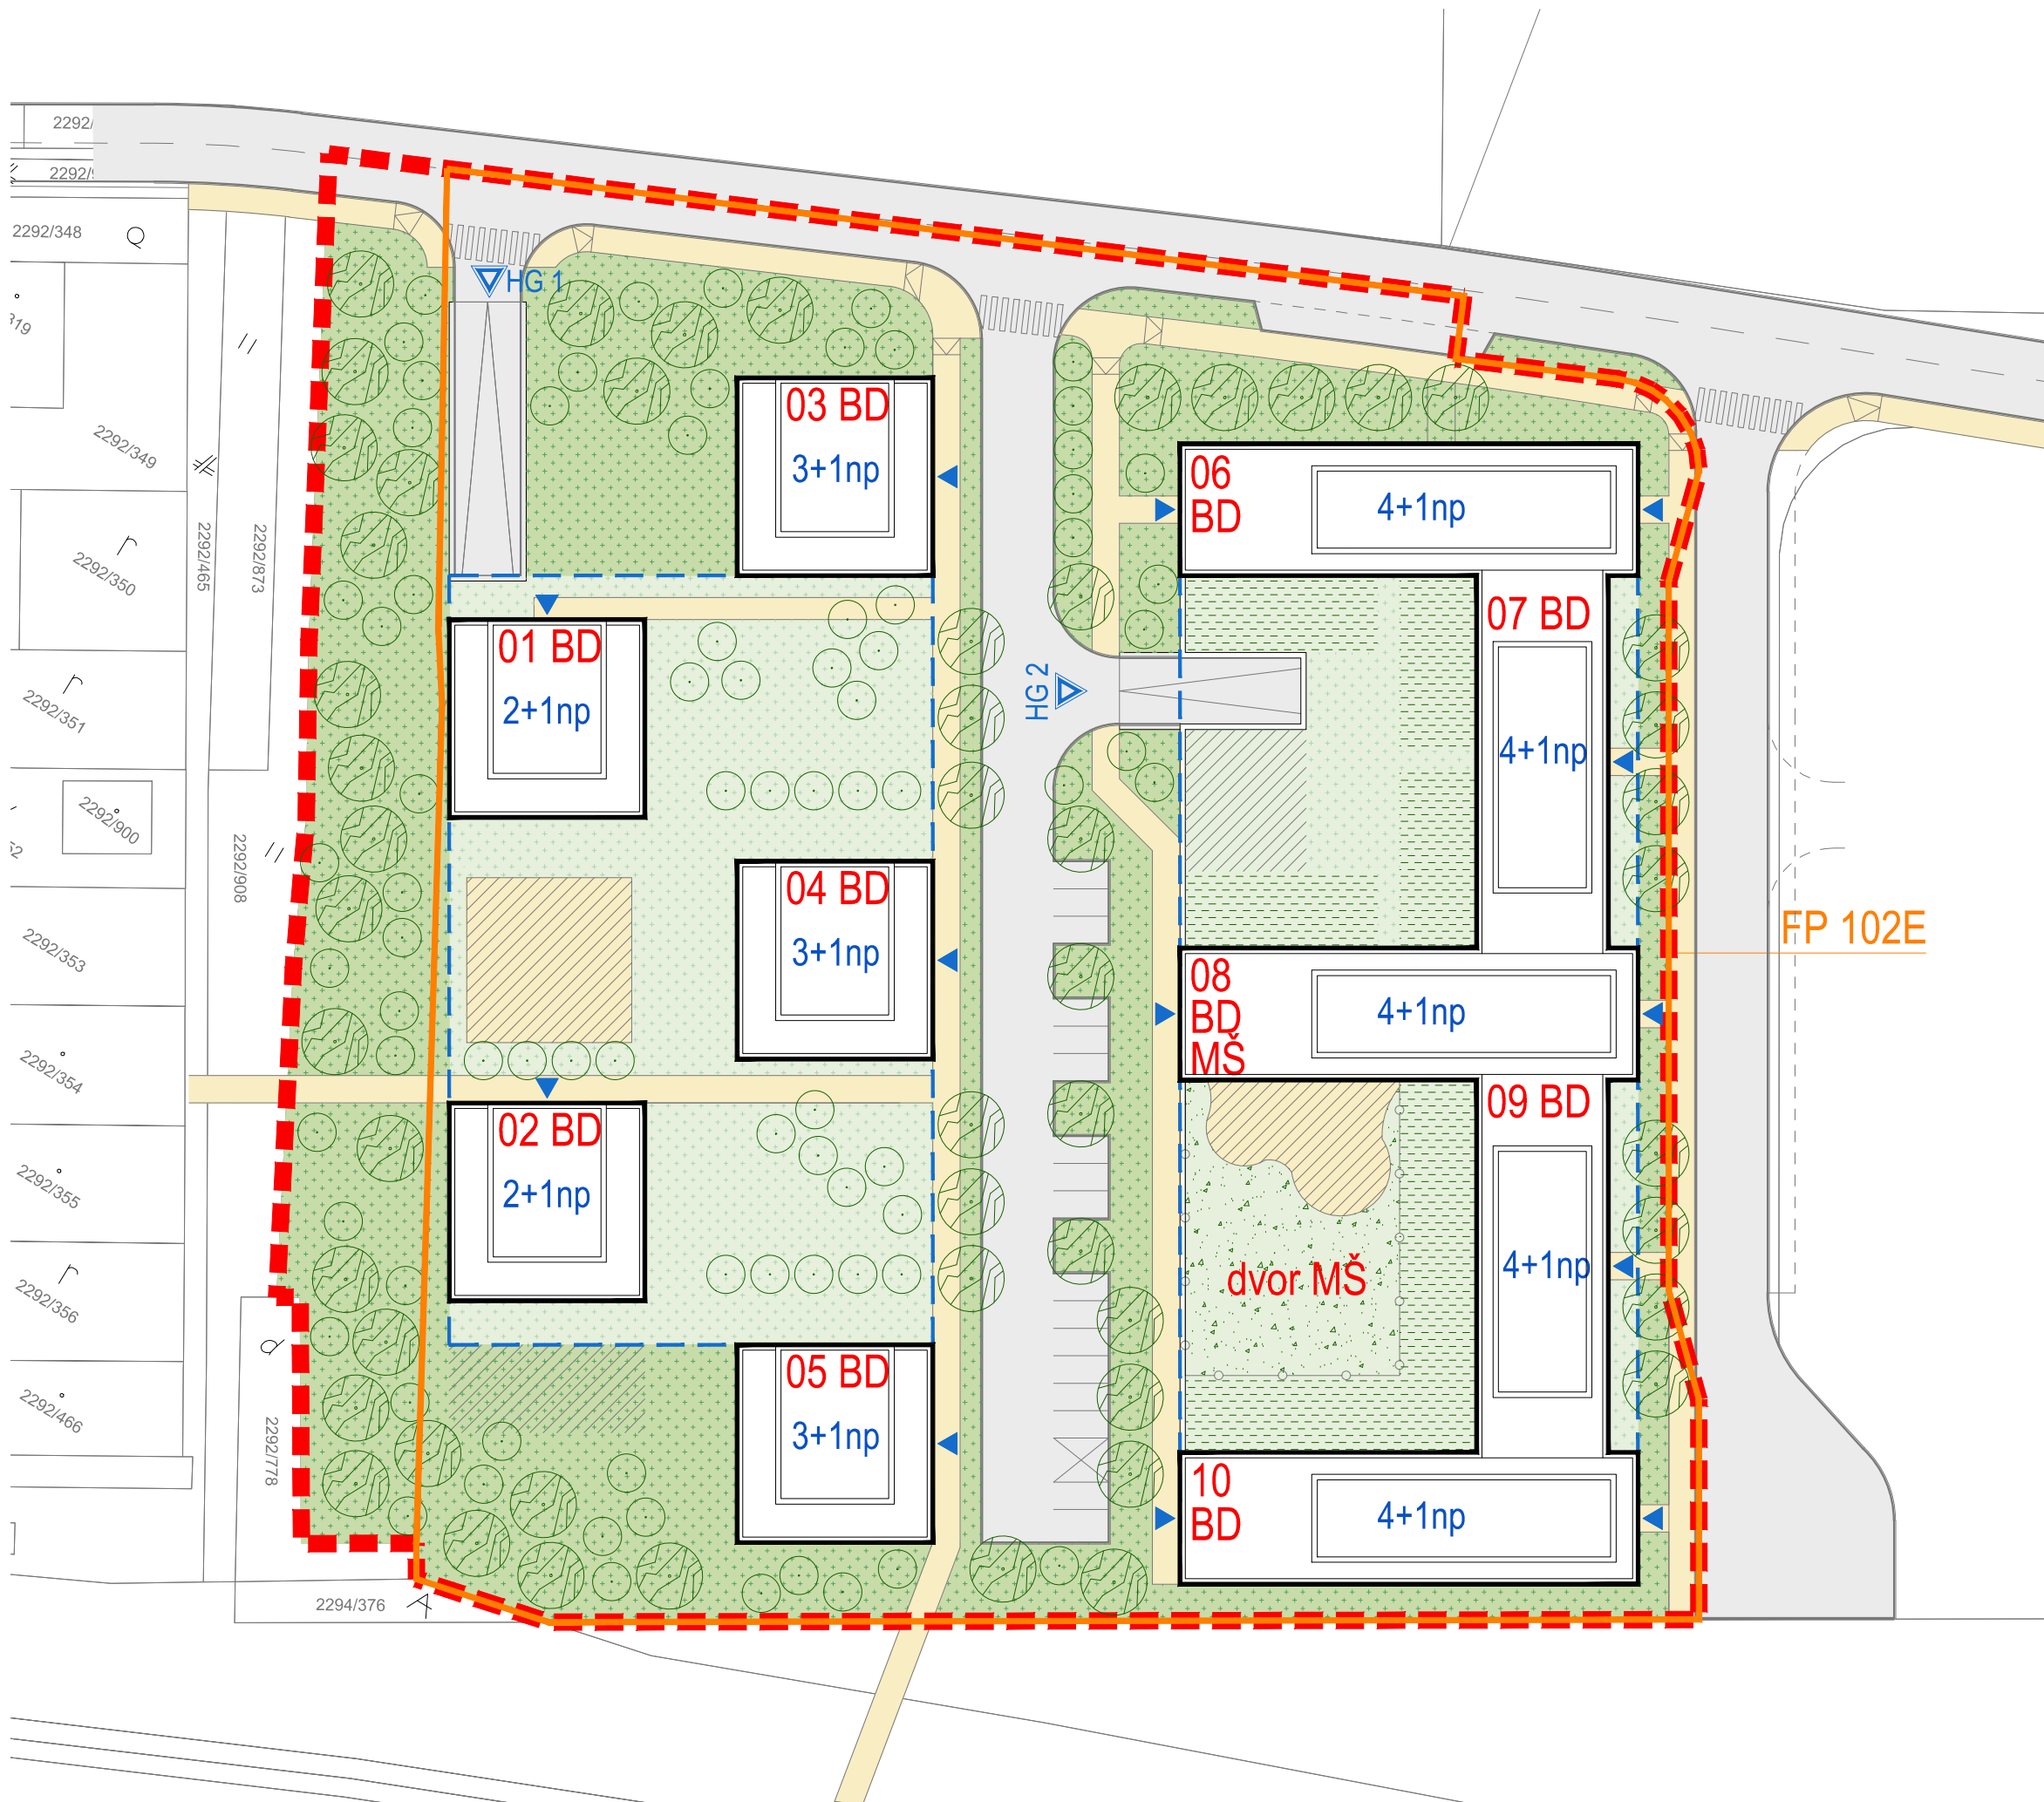 2292/
2292/
2292/348
2292/349
2292/350
2292/351
2292/900
2292/353
2292/354
2292/355
2292/356
2292/466
2292/465
2292/873
2292/908
2292/778
2294/376
HG 1
HG 2
03 BD
3+1np
01 BD
2+1np
04 BD
3+1np
02 BD
2+1np
05 BD
3+1np
06
BD
4+1np
07 BD
4+1np
08
BD
MŠ
4+1np
09 BD
4+1np
dvor MŠ
10
BD
4+1np
FP 102E